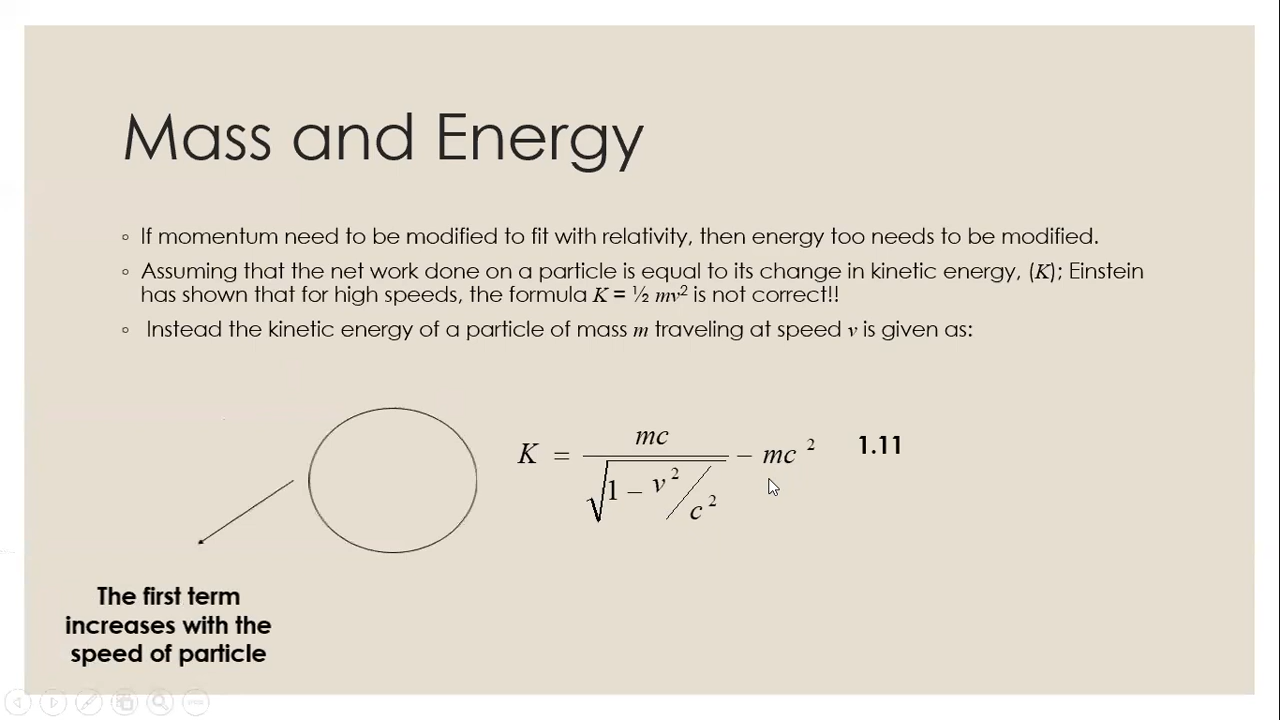 Mass and Energy
◦ If momentum need to be modified to fit with relativity, then energy too needs to be modified.
◦ Assuming that the net work done on a particle is equal to its change in kinetic energy, (K); Einstein
has shown that for high speeds, the formula K = ½ mv² is not correct!!
◦ Instead the kinetic energy of a particle of mass m traveling at speed v is given as:
K = mc / √(1 − v²/c²) − mc² 1.11
The first term
increases with the
speed of particle